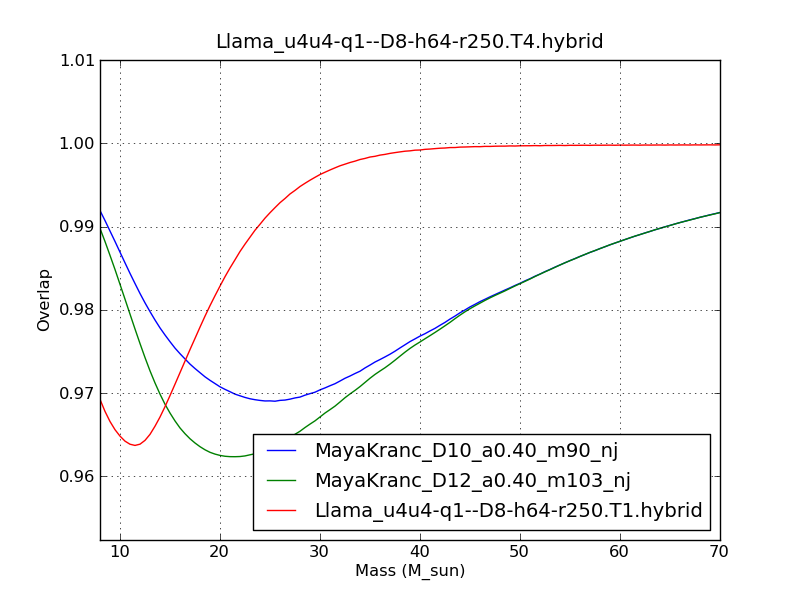 Llama_u4u4-q1--D8-h64-r250.T4.hybrid
1.01
1.00
0.99
0.98
0.97
0.96
Overlap
MayaKranc_D10_a0.40_m90_nj
MayaKranc_D12_a0.40_m103_nj
Llama_u4u4-q1--D8-h64-r250.T1.hybrid
10 20 30 40 50 60 70
Mass (M_sun)